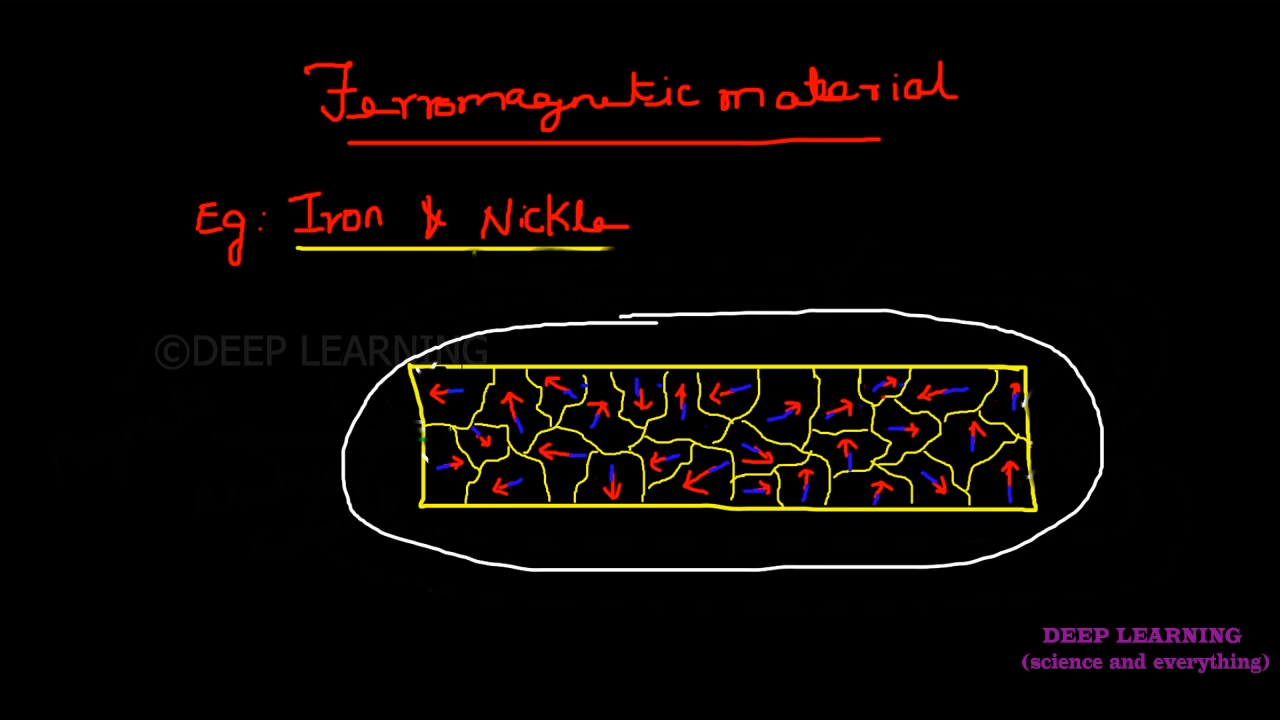 Ferromagnetic material
Eg: Iron & Nickle
©DEEP LEARNING
DEEP LEARNING
(science and everything)